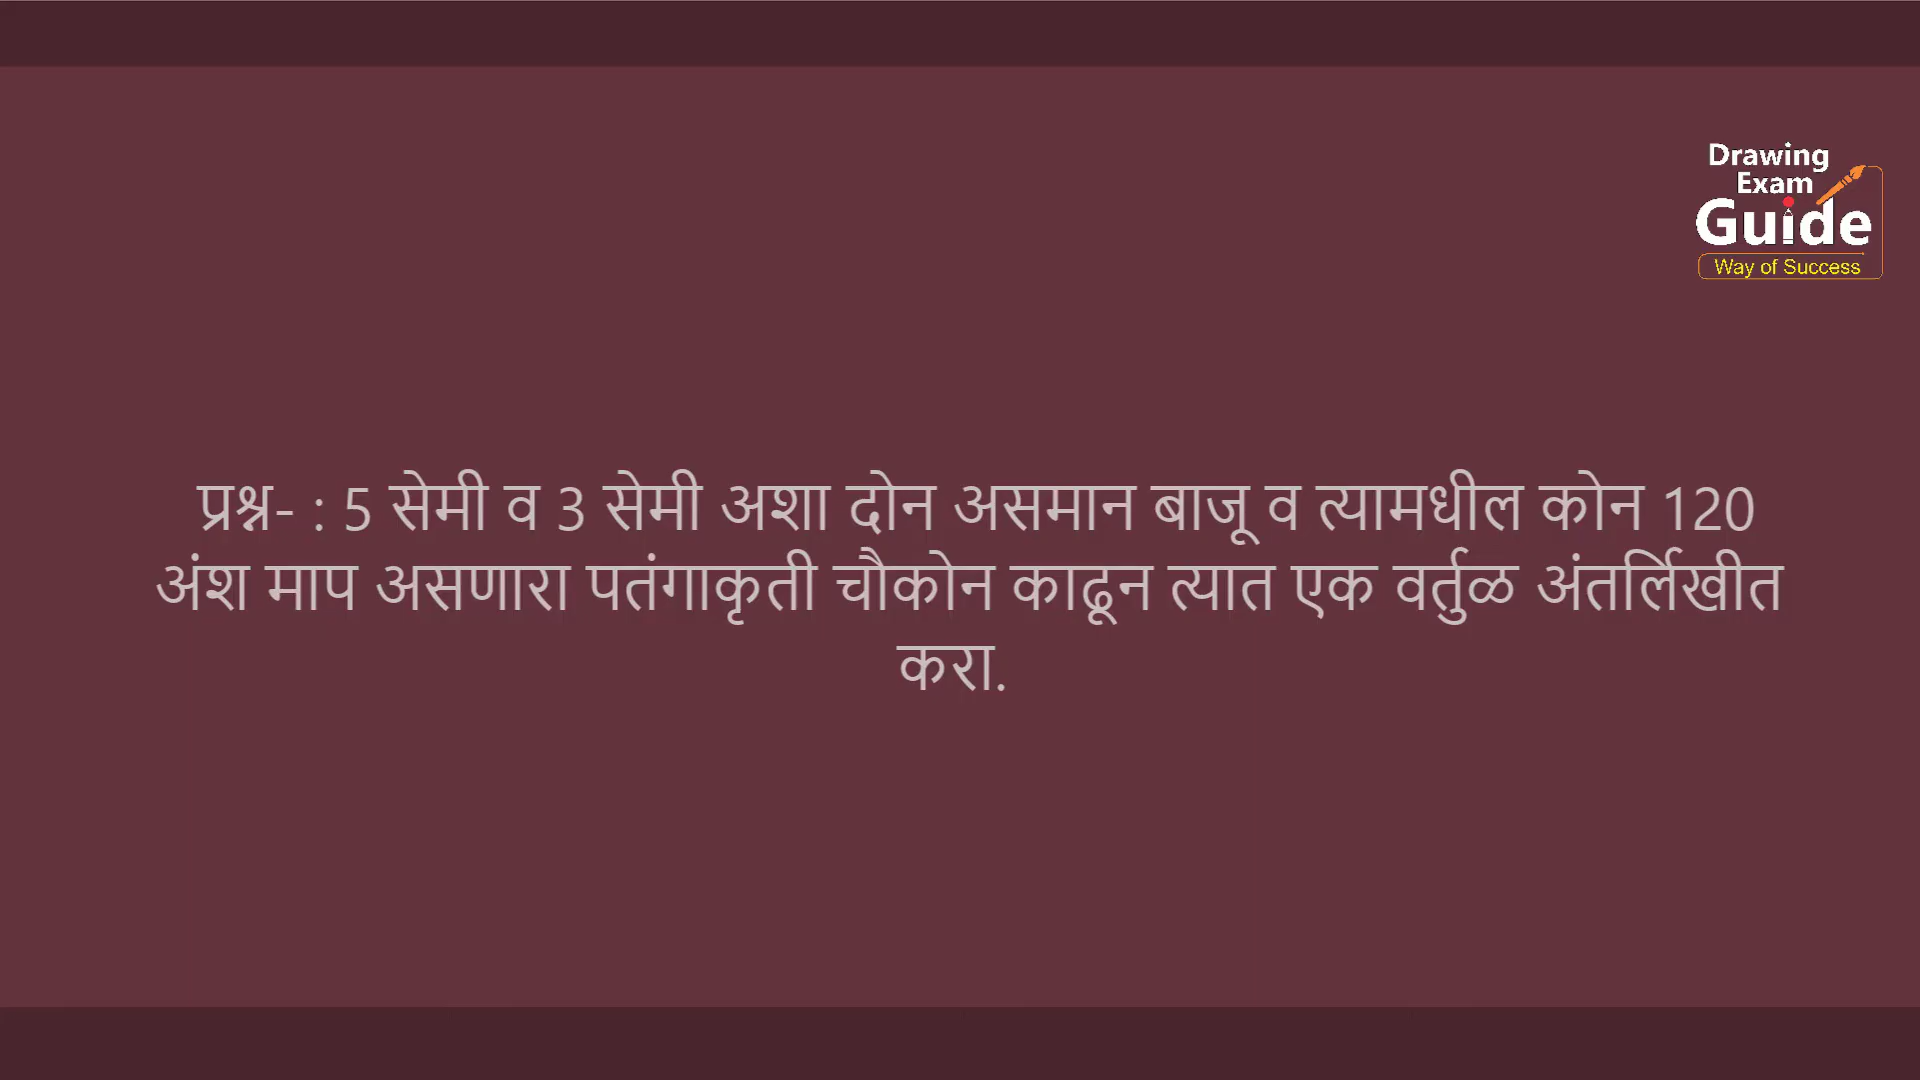 Drawing
Exam
Guide
Way of Success
प्रश्न- : 5 सेमी व 3 सेमी अशा दोन असमान बाजू व त्यामधील कोन 120
अंश माप असणारा पतंगाकृती चौकोन काढून त्यात एक वर्तुळ अंतर्लिखीत
करा.